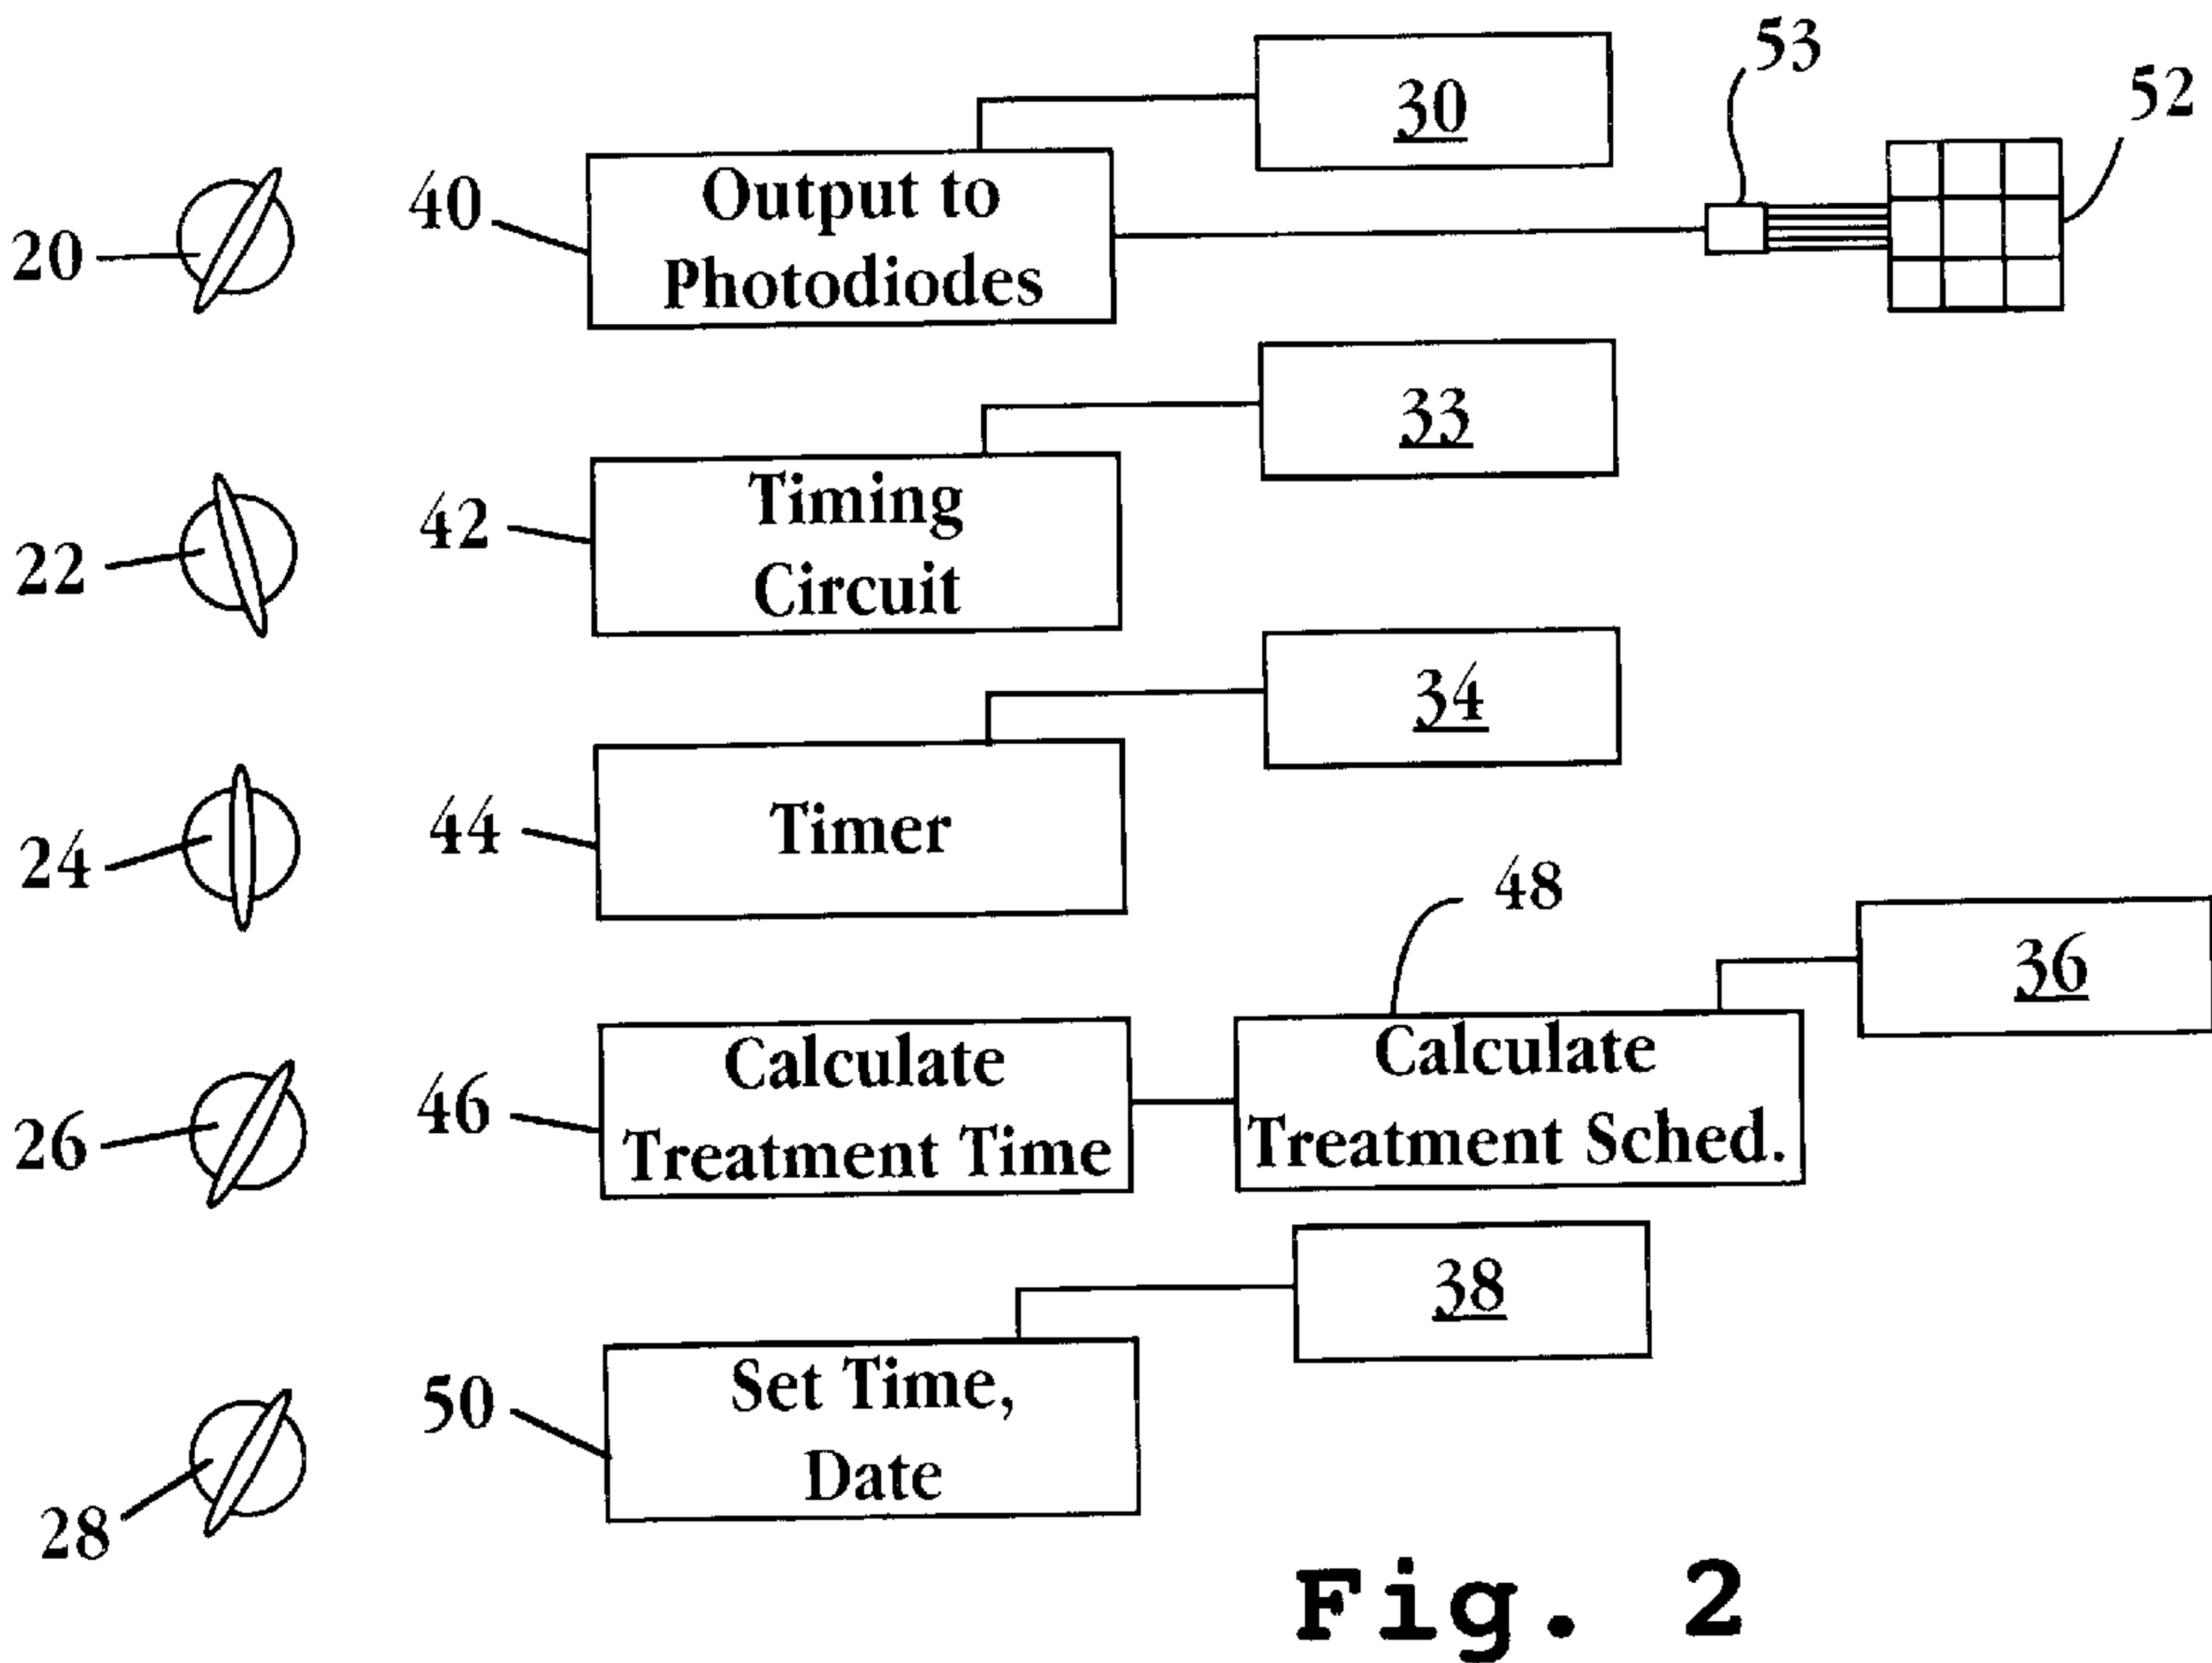 53
30
52
40
Output to
Photodiodes
20
33
42
Timing
Circuit
22
34
44
Timer
24
48
36
46
Calculate
Treatment Time
Calculate
Treatment Sched.
26
38
50
Set Time,
Date
28
Fig. 2